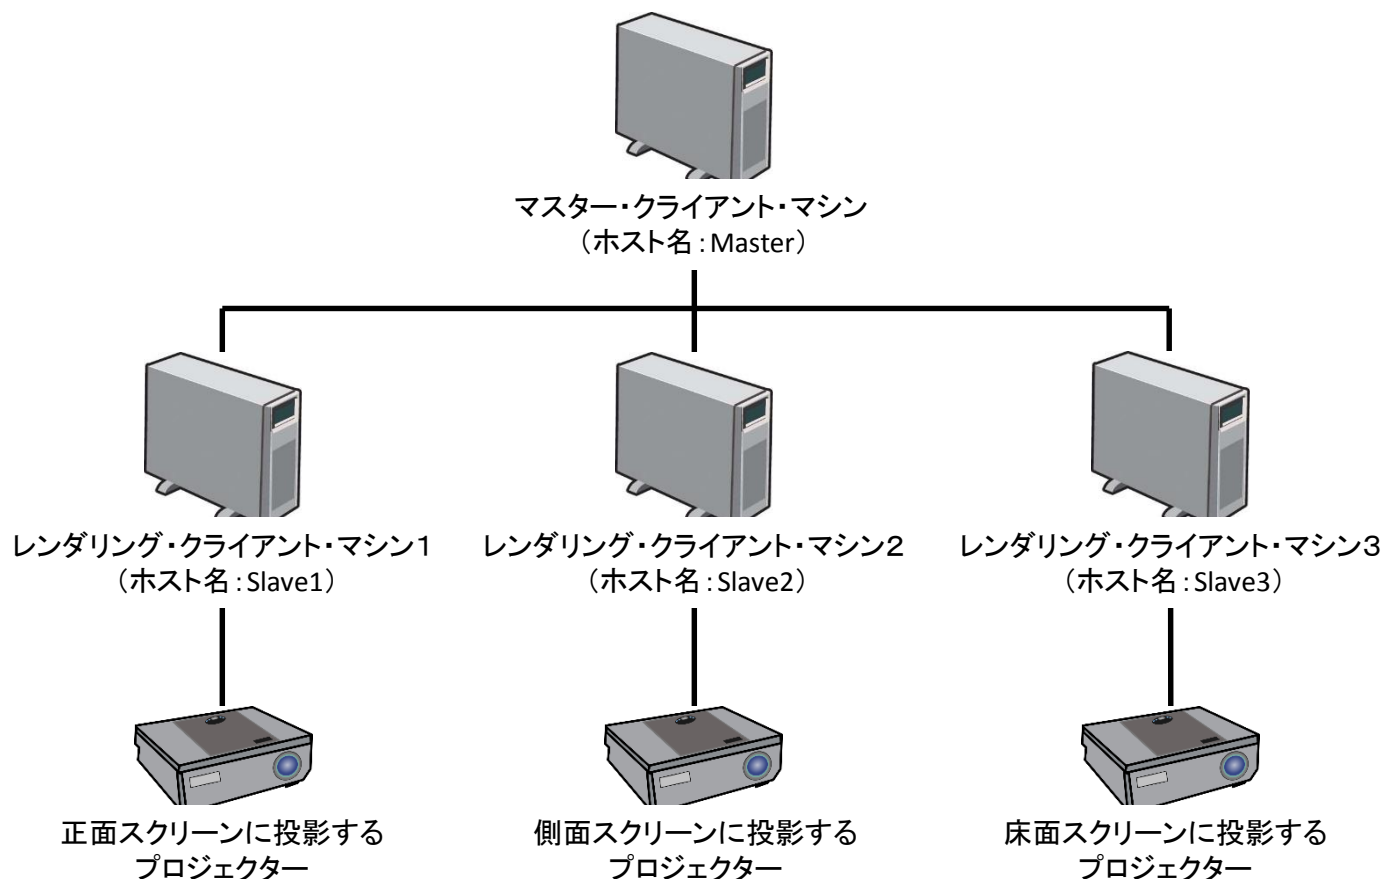 マスター・クライアント・マシン
（ホスト名：Master）
レンダリング・クライアント・マシン１
（ホスト名：Slave1）
レンダリング・クライアント・マシン２
（ホスト名：Slave2）
レンダリング・クライアント・マシン３
（ホスト名：Slave3）
正面スクリーンに投影する
プロジェクター
側面スクリーンに投影する
プロジェクター
床面スクリーンに投影する
プロジェクター